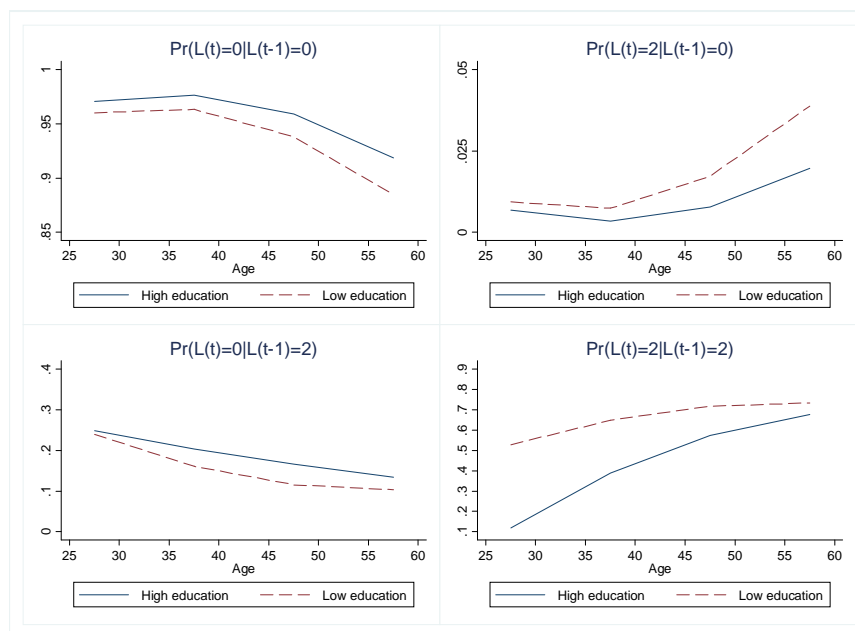 Pr(L(t)=0|L(t-1)=0)
1
.95
.9
.85
25 30 35 40 45 50 55 60
Age
High education Low education
Pr(L(t)=2|L(t-1)=0)
.05
.025
0
25 30 35 40 45 50 55 60
Age
High education Low education
Pr(L(t)=0|L(t-1)=2)
.4
.3
.2
.1
0
25 30 35 40 45 50 55 60
Age
High education Low education
Pr(L(t)=2|L(t-1)=2)
.9
.8
.7
.6
.5
.4
.3
.2
.1
25 30 35 40 45 50 55 60
Age
High education Low education